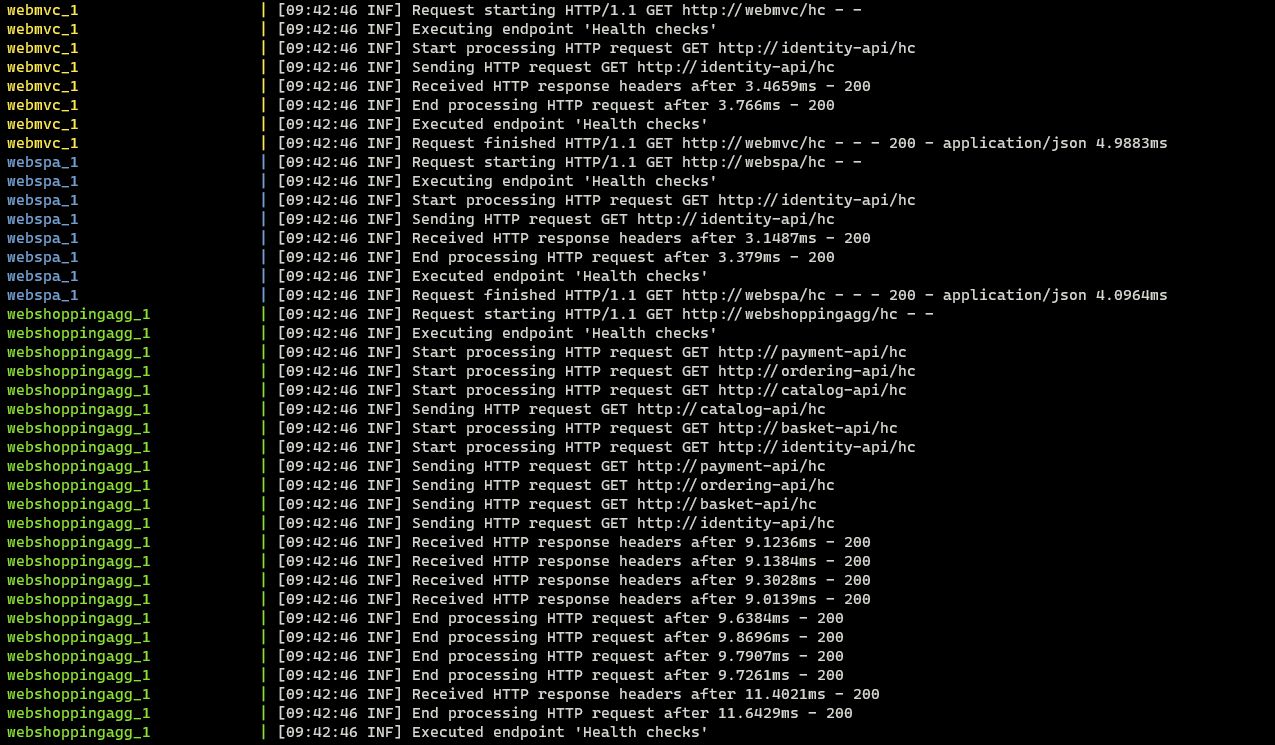 webmvc_1 | [09:42:46 INF] Request starting HTTP/1.1 GET http://webmvc/hc - -
webmvc_1 | [09:42:46 INF] Executing endpoint 'Health checks'
webmvc_1 | [09:42:46 INF] Start processing HTTP request GET http://identity-api/hc
webmvc_1 | [09:42:46 INF] Sending HTTP request GET http://identity-api/hc
webmvc_1 | [09:42:46 INF] Received HTTP response headers after 3.4659ms - 200
webmvc_1 | [09:42:46 INF] End processing HTTP request after 3.766ms - 200
webmvc_1 | [09:42:46 INF] Executed endpoint 'Health checks'
webmvc_1 | [09:42:46 INF] Request finished HTTP/1.1 GET http://webmvc/hc - - - 200 - application/json 4.9883ms
webspa_1 | [09:42:46 INF] Request starting HTTP/1.1 GET http://webspa/hc - -
webspa_1 | [09:42:46 INF] Executing endpoint 'Health checks'
webspa_1 | [09:42:46 INF] Start processing HTTP request GET http://identity-api/hc
webspa_1 | [09:42:46 INF] Sending HTTP request GET http://identity-api/hc
webspa_1 | [09:42:46 INF] Received HTTP response headers after 3.1487ms - 200
webspa_1 | [09:42:46 INF] End processing HTTP request after 3.379ms - 200
webspa_1 | [09:42:46 INF] Executed endpoint 'Health checks'
webspa_1 | [09:42:46 INF] Request finished HTTP/1.1 GET http://webspa/hc - - - 200 - application/json 4.0964ms
webshoppingagg_1 | [09:42:46 INF] Request starting HTTP/1.1 GET http://webshoppingagg/hc - -
webshoppingagg_1 | [09:42:46 INF] Executing endpoint 'Health checks'
webshoppingagg_1 | [09:42:46 INF] Start processing HTTP request GET http://payment-api/hc
webshoppingagg_1 | [09:42:46 INF] Start processing HTTP request GET http://ordering-api/hc
webshoppingagg_1 | [09:42:46 INF] Start processing HTTP request GET http://catalog-api/hc
webshoppingagg_1 | [09:42:46 INF] Sending HTTP request GET http://catalog-api/hc
webshoppingagg_1 | [09:42:46 INF] Start processing HTTP request GET http://basket-api/hc
webshoppingagg_1 | [09:42:46 INF] Start processing HTTP request GET http://identity-api/hc
webshoppingagg_1 | [09:42:46 INF] Sending HTTP request GET http://payment-api/hc
webshoppingagg_1 | [09:42:46 INF] Sending HTTP request GET http://ordering-api/hc
webshoppingagg_1 | [09:42:46 INF] Sending HTTP request GET http://basket-api/hc
webshoppingagg_1 | [09:42:46 INF] Sending HTTP request GET http://identity-api/hc
webshoppingagg_1 | [09:42:46 INF] Received HTTP response headers after 9.1236ms - 200
webshoppingagg_1 | [09:42:46 INF] Received HTTP response headers after 9.1384ms - 200
webshoppingagg_1 | [09:42:46 INF] Received HTTP response headers after 9.3028ms - 200
webshoppingagg_1 | [09:42:46 INF] Received HTTP response headers after 9.0139ms - 200
webshoppingagg_1 | [09:42:46 INF] End processing HTTP request after 9.6384ms - 200
webshoppingagg_1 | [09:42:46 INF] End processing HTTP request after 9.8696ms - 200
webshoppingagg_1 | [09:42:46 INF] End processing HTTP request after 9.7907ms - 200
webshoppingagg_1 | [09:42:46 INF] End processing HTTP request after 9.7261ms - 200
webshoppingagg_1 | [09:42:46 INF] Received HTTP response headers after 11.4021ms - 200
webshoppingagg_1 | [09:42:46 INF] End processing HTTP request after 11.6429ms - 200
webshoppingagg_1 | [09:42:46 INF] Executed endpoint 'Health checks'